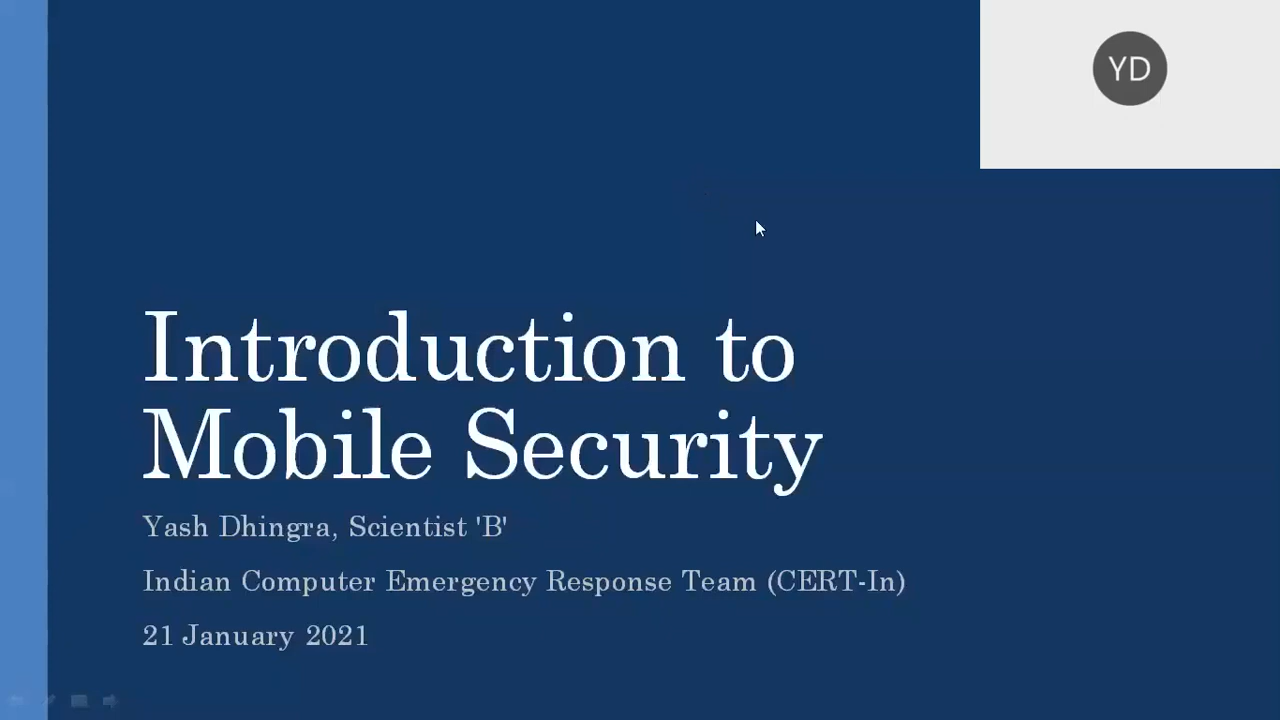 YD
Introduction to
Mobile Security
Yash Dhingra, Scientist 'B'
Indian Computer Emergency Response Team (CERT-In)
21 January 2021